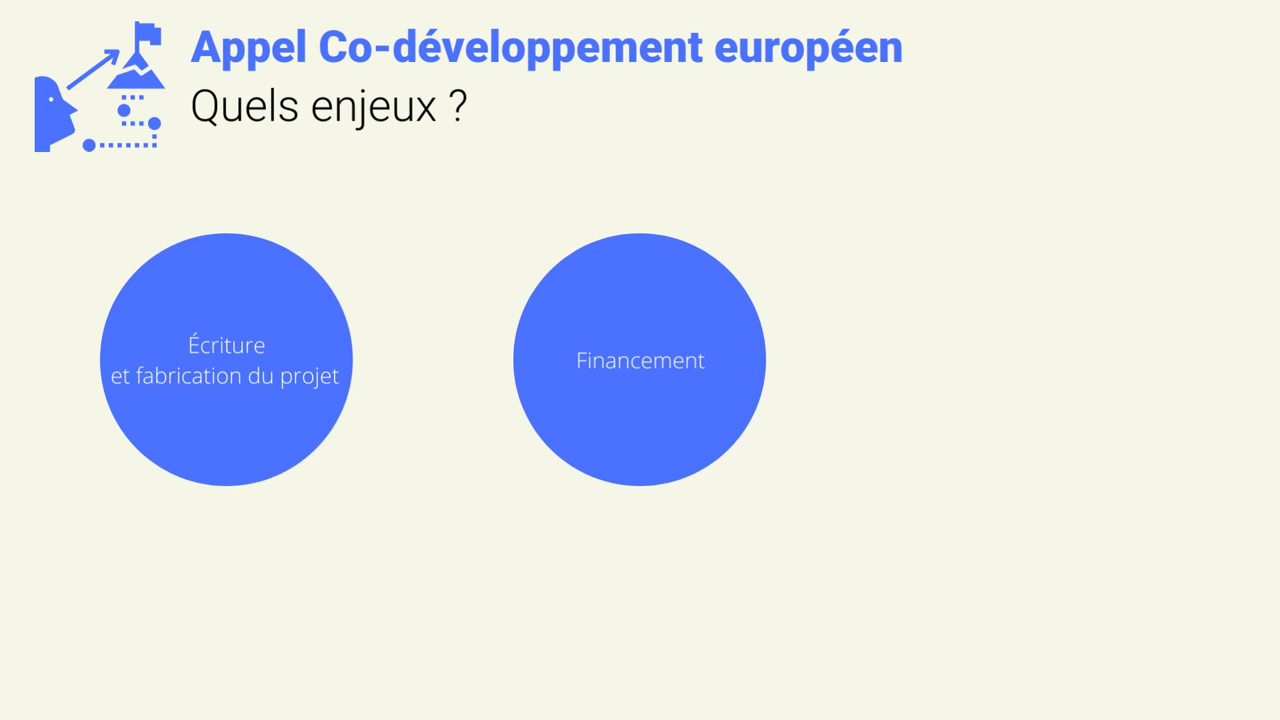 Appel Co-développement européen
Quels enjeux ?
Écriture
et fabrication du projet
Financement